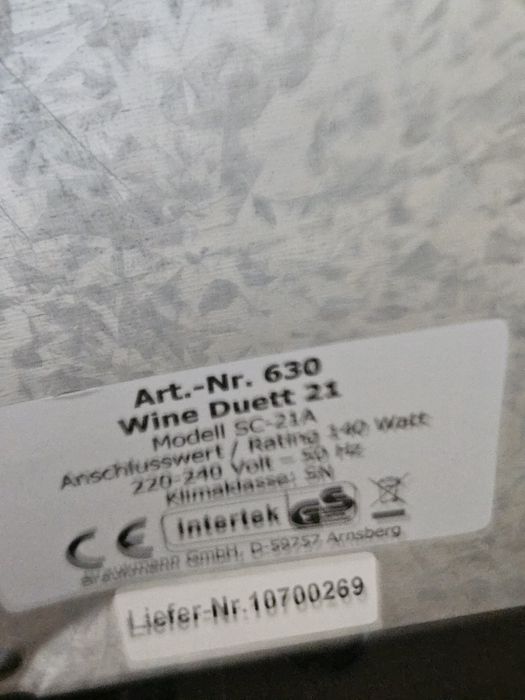 Art.-Nr. 630
Wine Duett 21
Modell SC-21A
Anschlusswert / Rating 140 Watt
220-240 Volt ~ 50 Hz
Klimaklasse: SN
CE Intertek GS
GmbH, D-59757 Arnsberg
Liefer-Nr.10700269